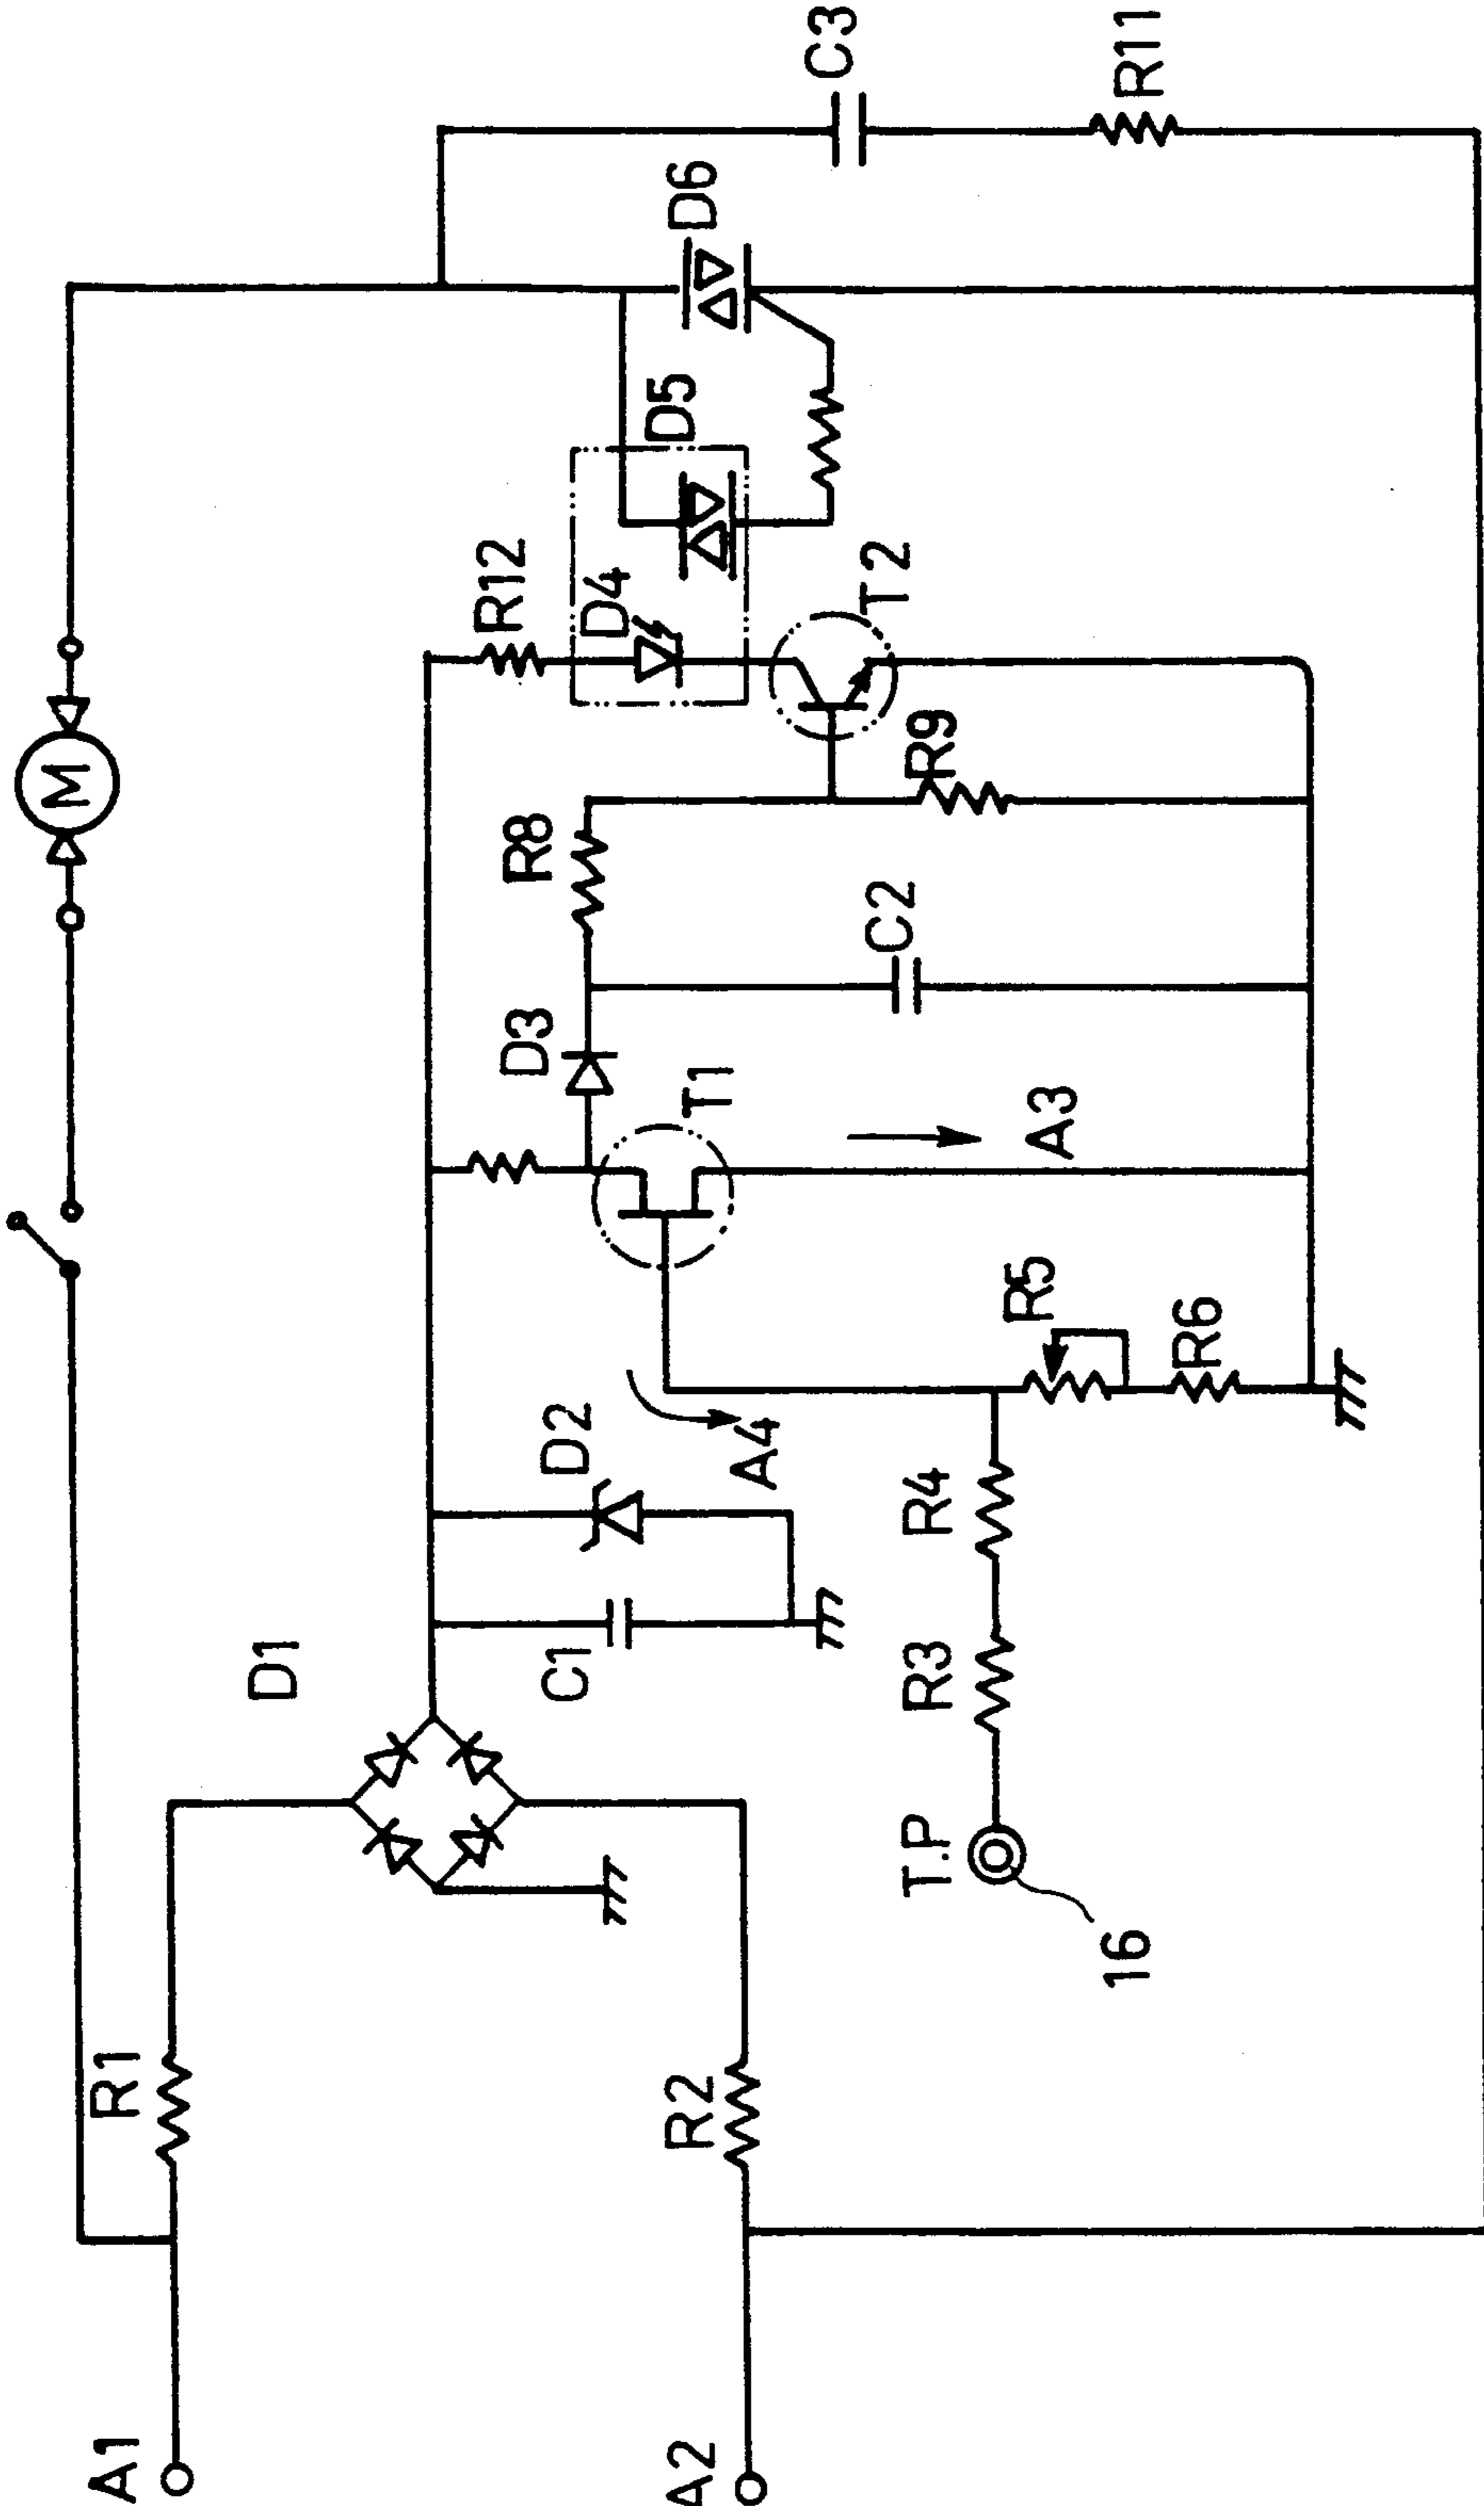 A1
A2
R1
R2
D1
C1
D2
A4
R3
R4
T.P
16
R5
R6
T1
A3
D3
C2
R8
R9
T2
R12
D4
D5
D6
C3
R11
M